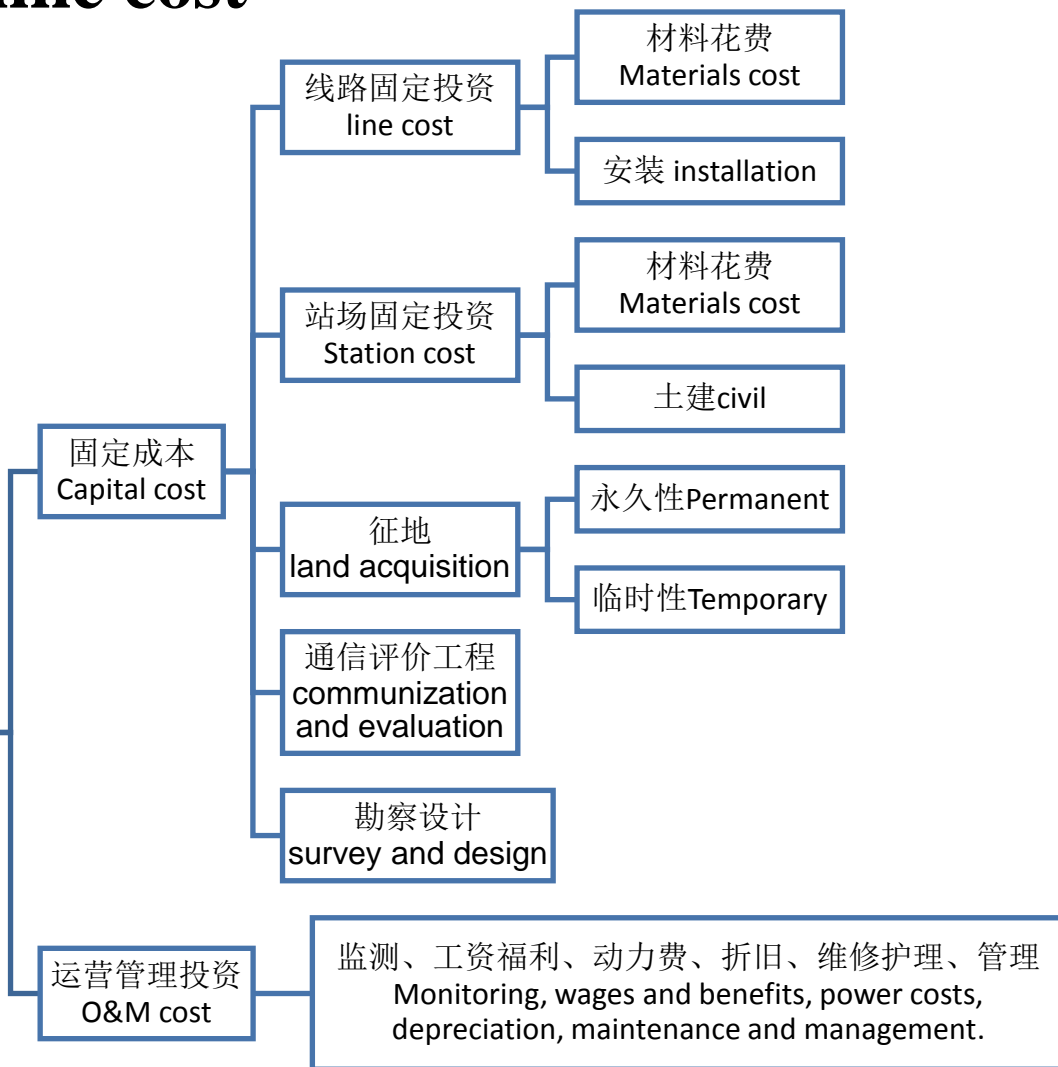 line cost
线路固定投资
line cost
材料花费
Materials cost
安装 installation
站场固定投资
Station cost
材料花费
Materials cost
土建civil
固定成本
Capital cost
征地
land acquisition
永久性Permanent
临时性Temporary
通信评价工程
communization
and evaluation
勘察设计
survey and design
运营管理投资
O&M cost
监测、工资福利、动力费、折旧、维修护理、管理
Monitoring, wages and benefits, power costs,
depreciation, maintenance and management.